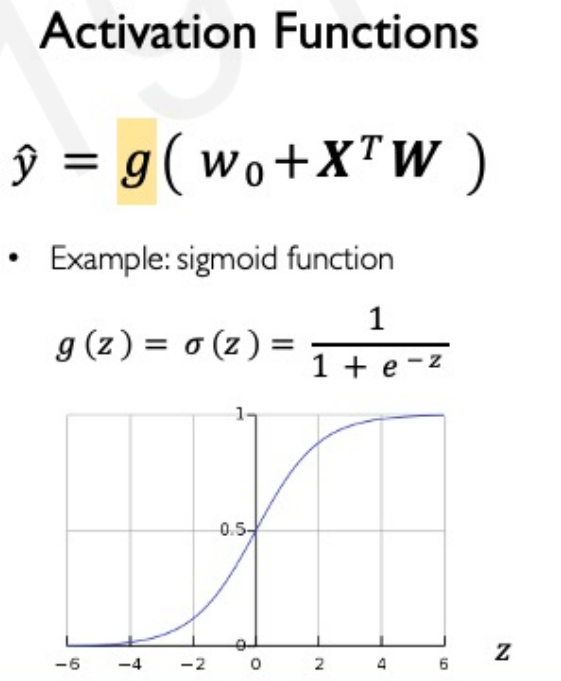 Activation Functions
ŷ = g( w₀ + XᵀW )
• Example: sigmoid function
g(z) = σ(z) = 1 / (1 + e⁻ᶻ)
1
0.5
0
-6 -4 -2 0 2 4 6 z